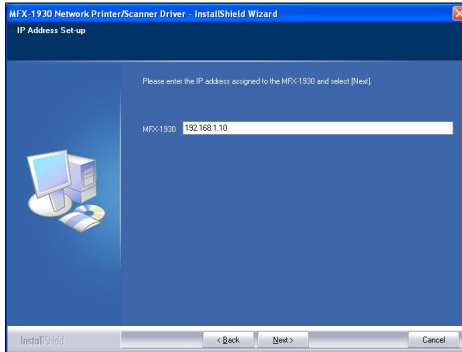 MFX-1930 Network Printer/Scanner Driver - InstallShield Wizard
IP Address Set-up
Please enter the IP address assigned to the MFX-1930 and select [Next].
MFX-1930 192.168.1.10
InstallShield
< Back Next > Cancel